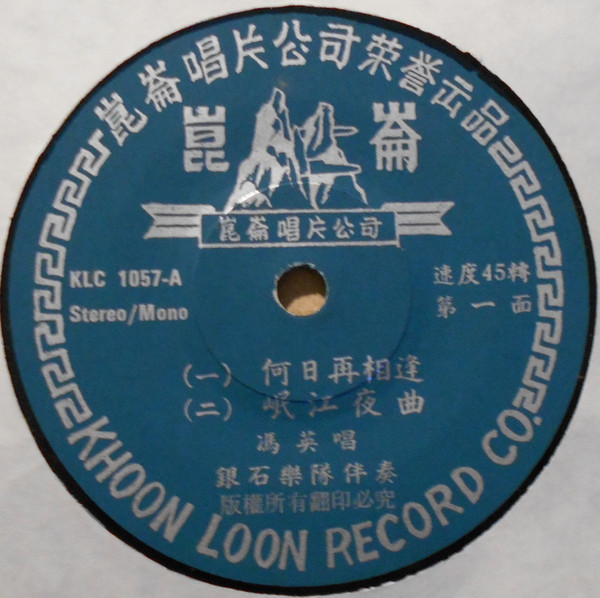 崑崙唱片公司荣誉出品
崑崙
崑崙唱片公司
KLC 1057-A
Stereo/Mono
速度45轉
第一面
(一) 何日再相逢
(二) 岷江夜曲
馮英唱
銀石樂隊伴奏
版權所有翻印必究
KHOON LOON RECORD CO.